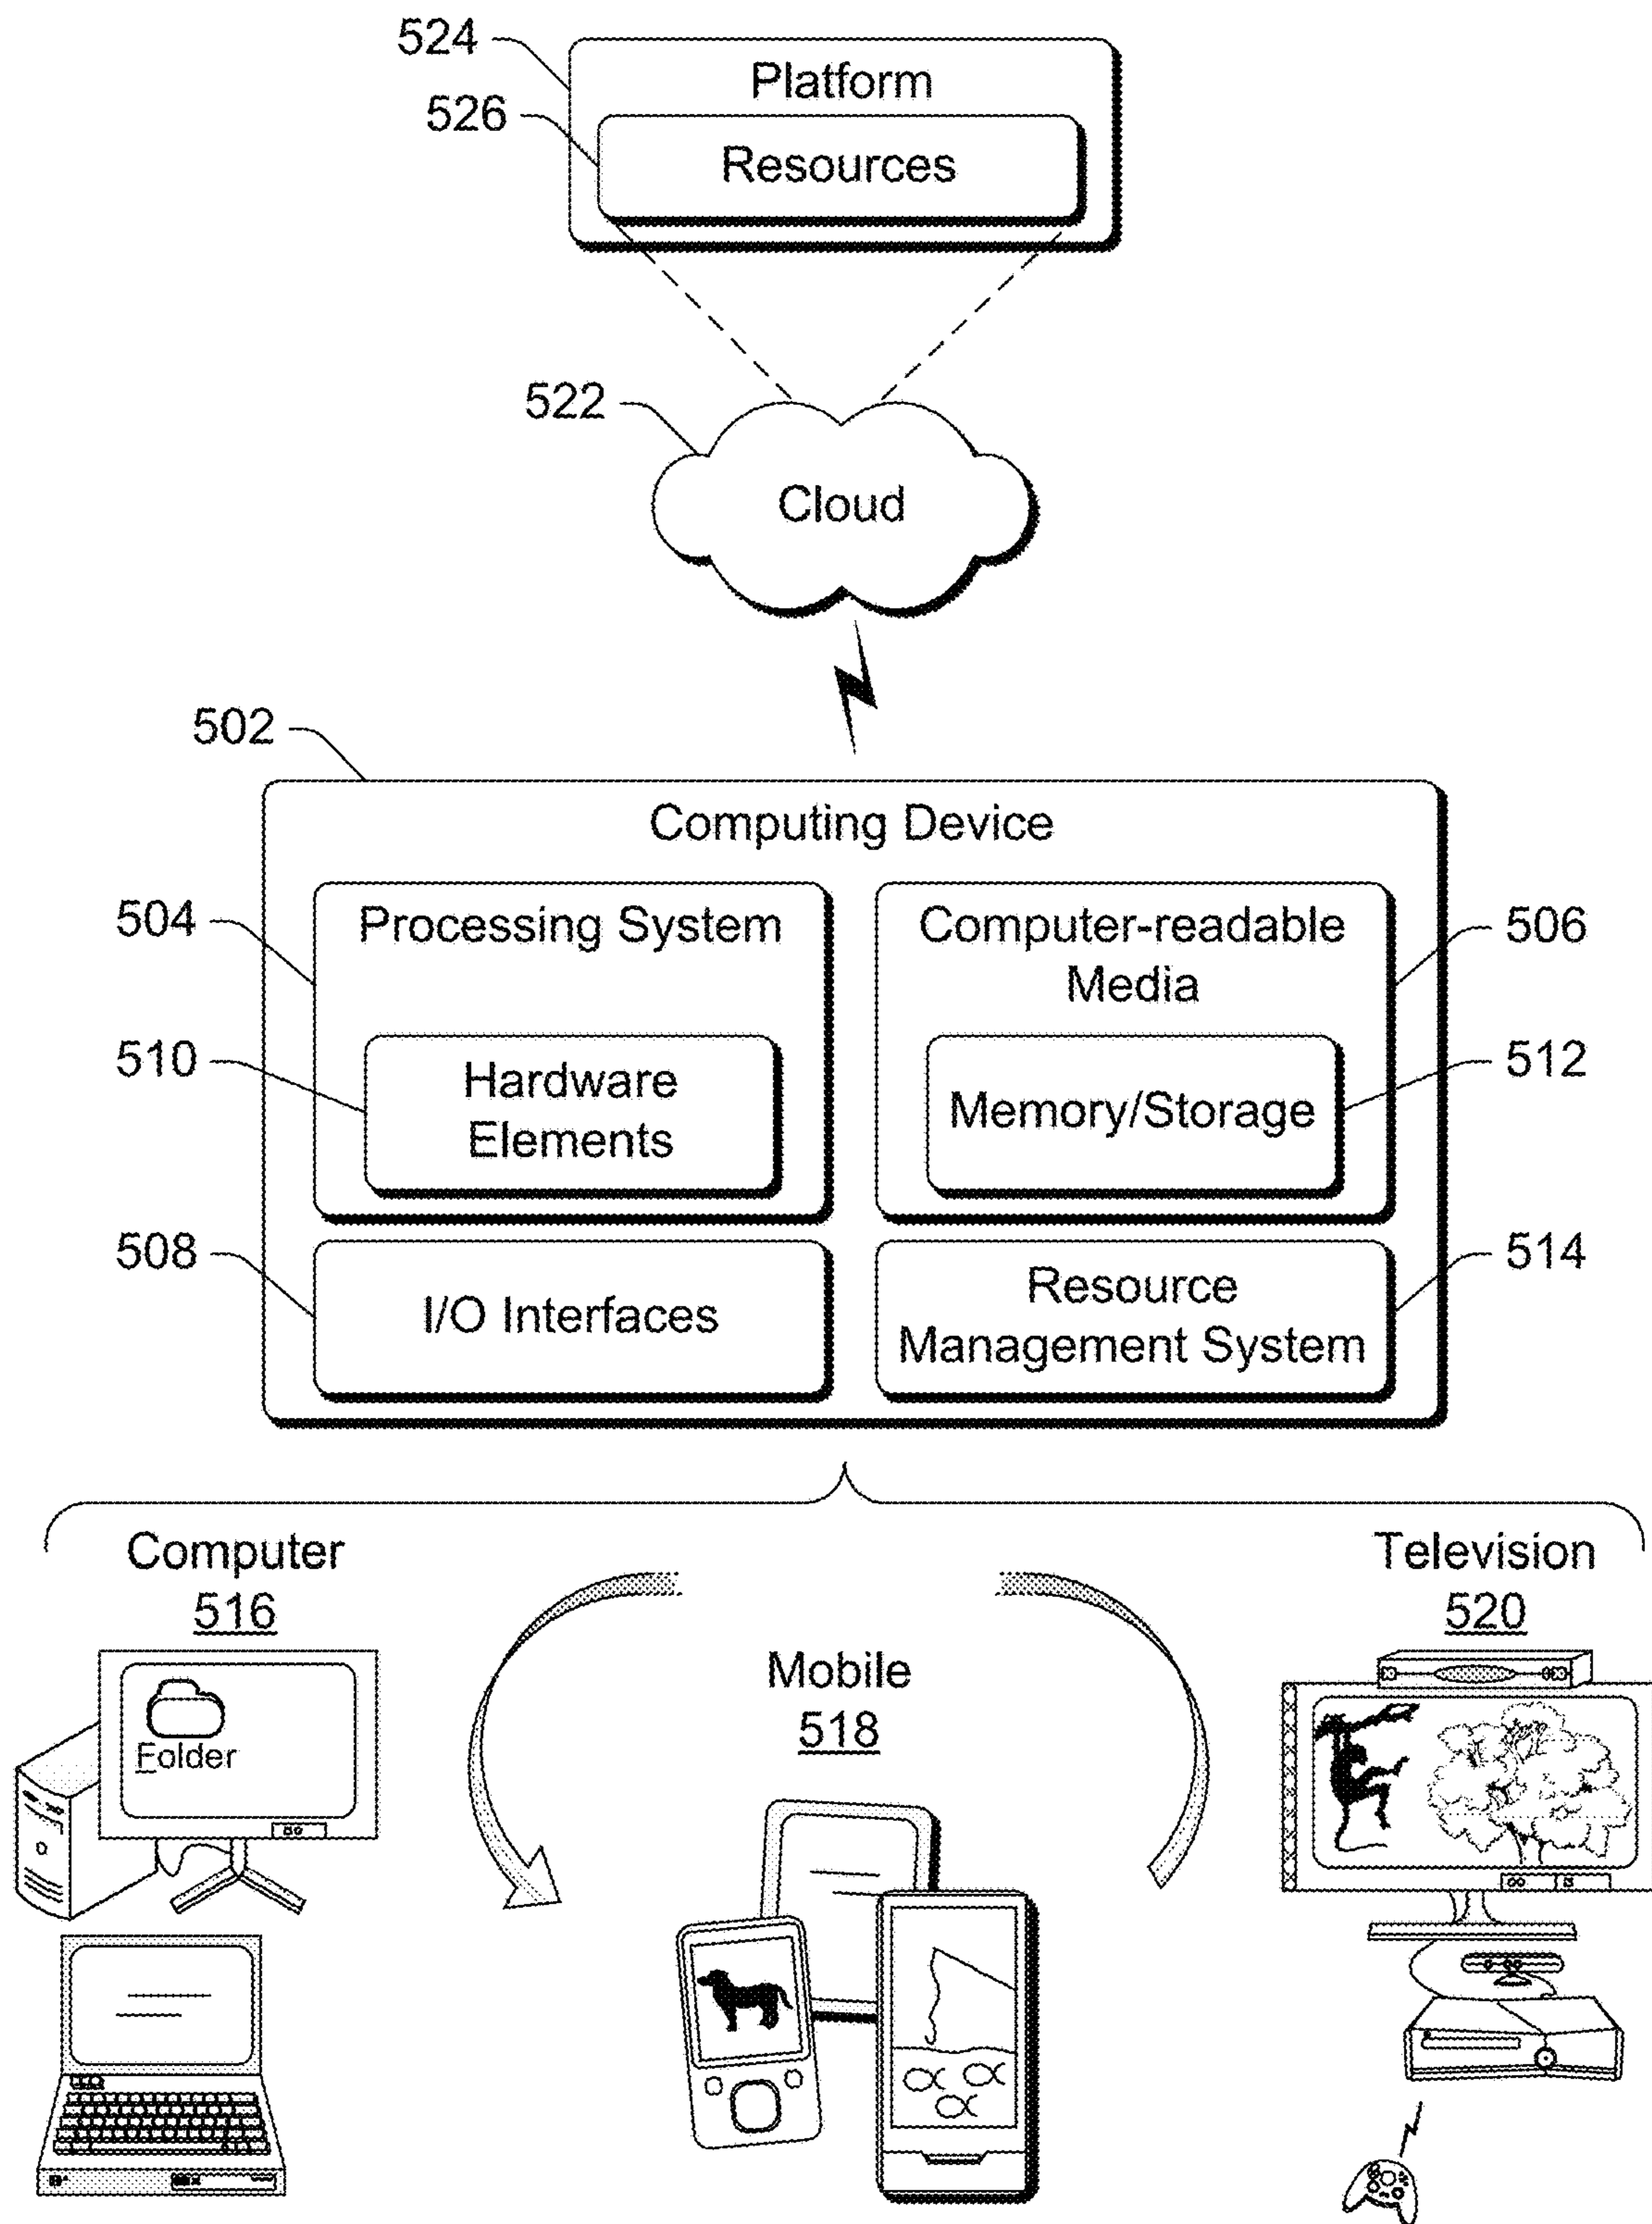 524
Platform
526
Resources
522
Cloud
502
Computing Device
504
Processing System
Computer-readable
Media
506
510
Hardware
Elements
Memory/Storage
512
508
I/O Interfaces
Resource
Management System
514
Computer
516
Folder
Mobile
518
Television
520